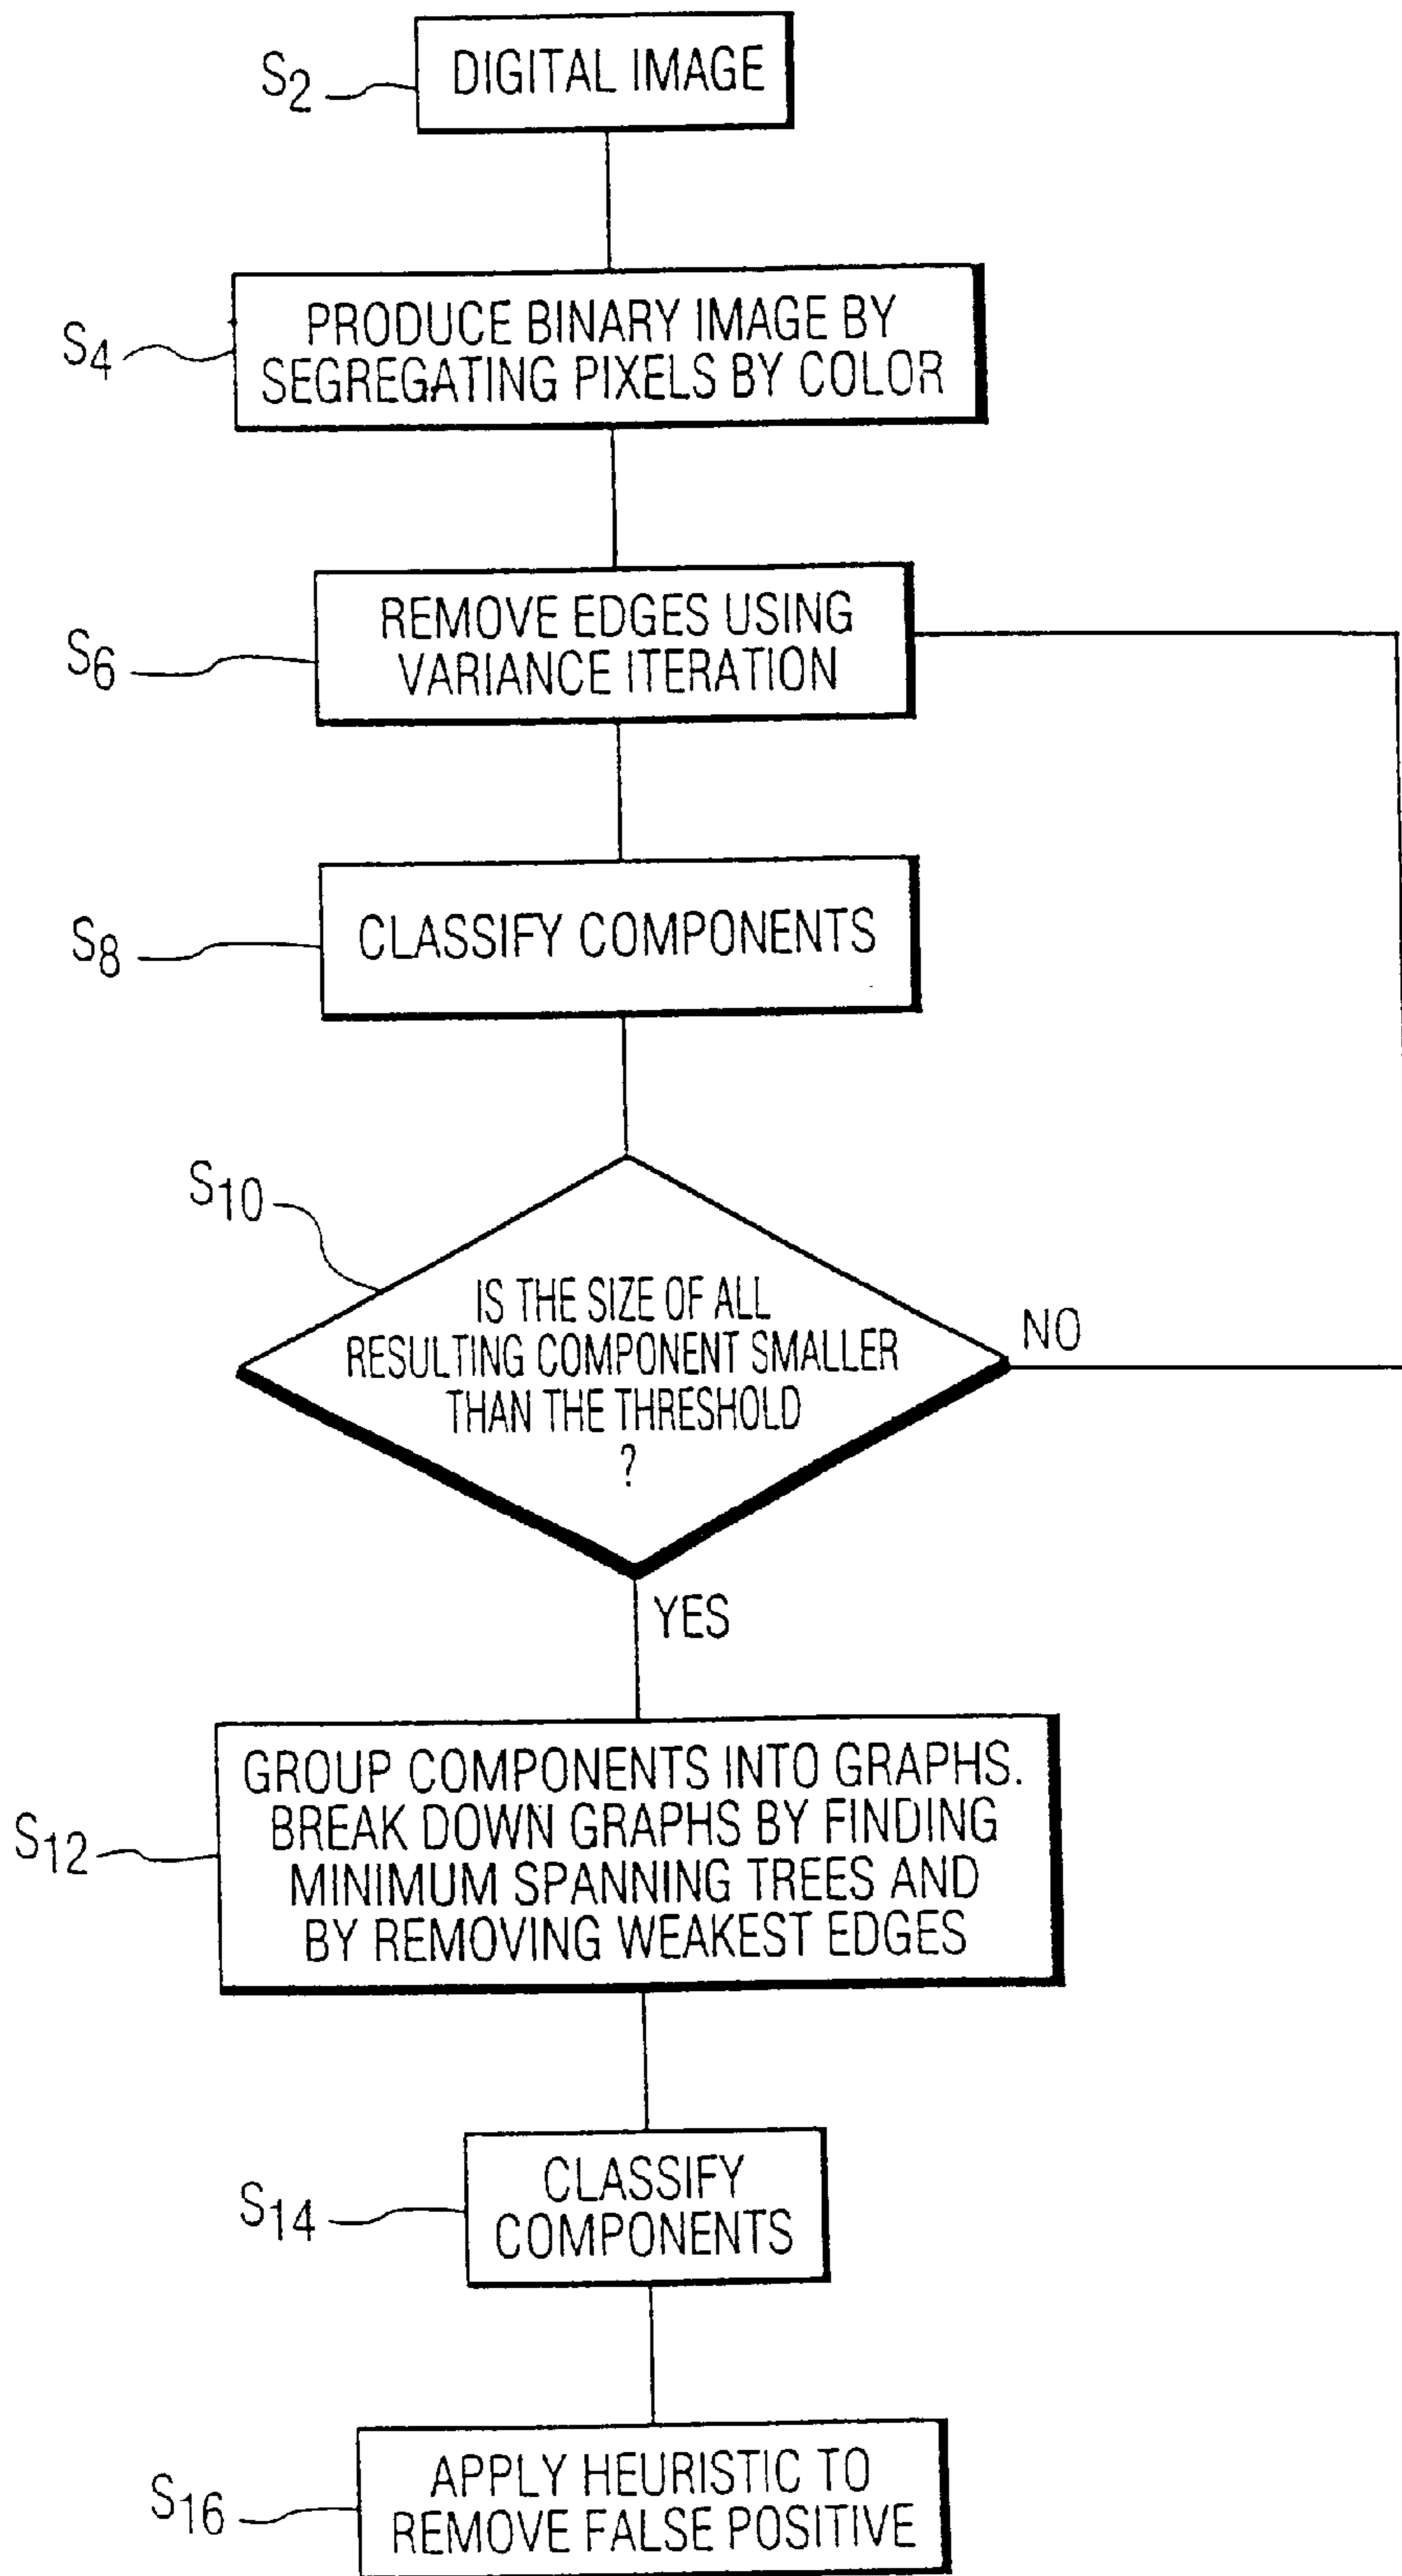 S2
DIGITAL IMAGE
S4
PRODUCE BINARY IMAGE BY
SEGREGATING PIXELS BY COLOR
S6
REMOVE EDGES USING
VARIANCE ITERATION
S8
CLASSIFY COMPONENTS
S10
IS THE SIZE OF ALL
RESULTING COMPONENT SMALLER
THAN THE THRESHOLD
?
NO
YES
S12
GROUP COMPONENTS INTO GRAPHS.
BREAK DOWN GRAPHS BY FINDING
MINIMUM SPANNING TREES AND
BY REMOVING WEAKEST EDGES
S14
CLASSIFY
COMPONENTS
S16
APPLY HEURISTIC TO
REMOVE FALSE POSITIVE